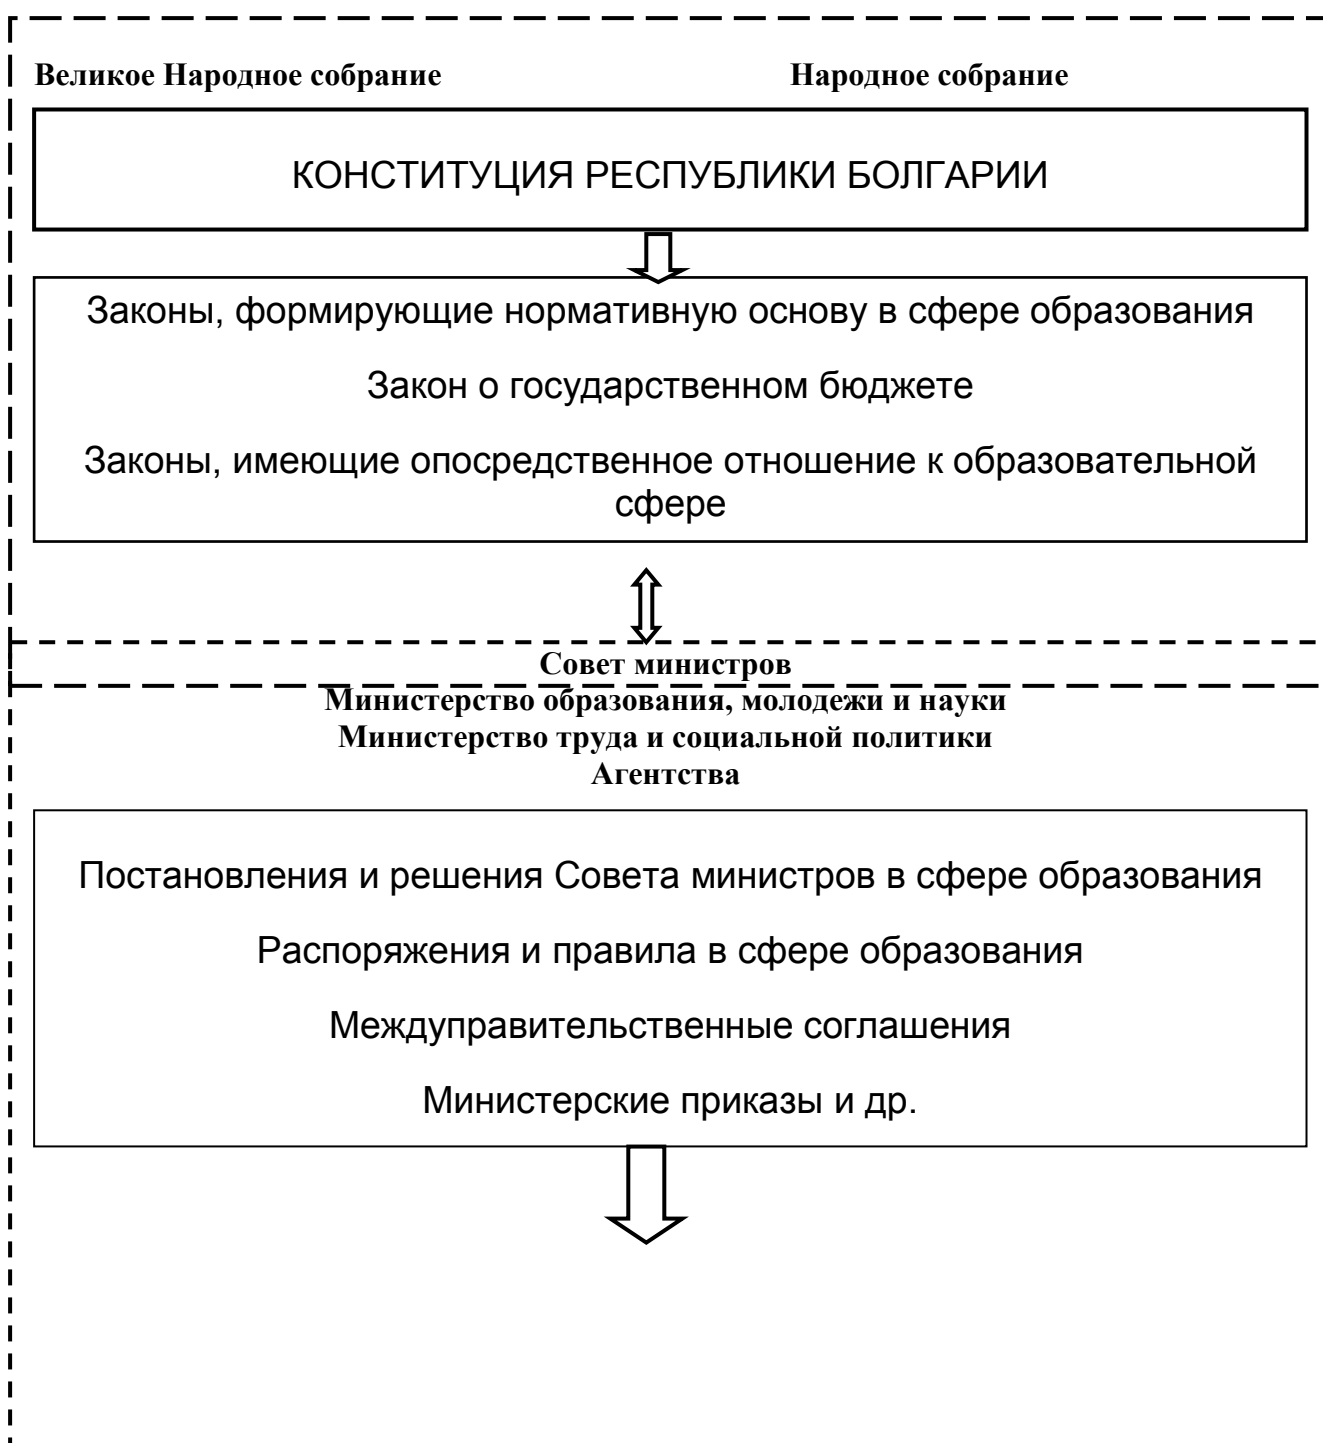 Великое Народное собрание Народное собрание
КОНСТИТУЦИЯ РЕСПУБЛИКИ БОЛГАРИИ
Законы, формирующие нормативную основу в сфере образования
Закон о государственном бюджете
Законы, имеющие опосредственное отношение к образовательной
сфере
Совет министров
Министерство образования, молодежи и науки
Министерство труда и социальной политики
Агентства
Постановления и решения Совета министров в сфере образования
Распоряжения и правила в сфере образования
Междуправительственные соглашения
Министерские приказы и др.